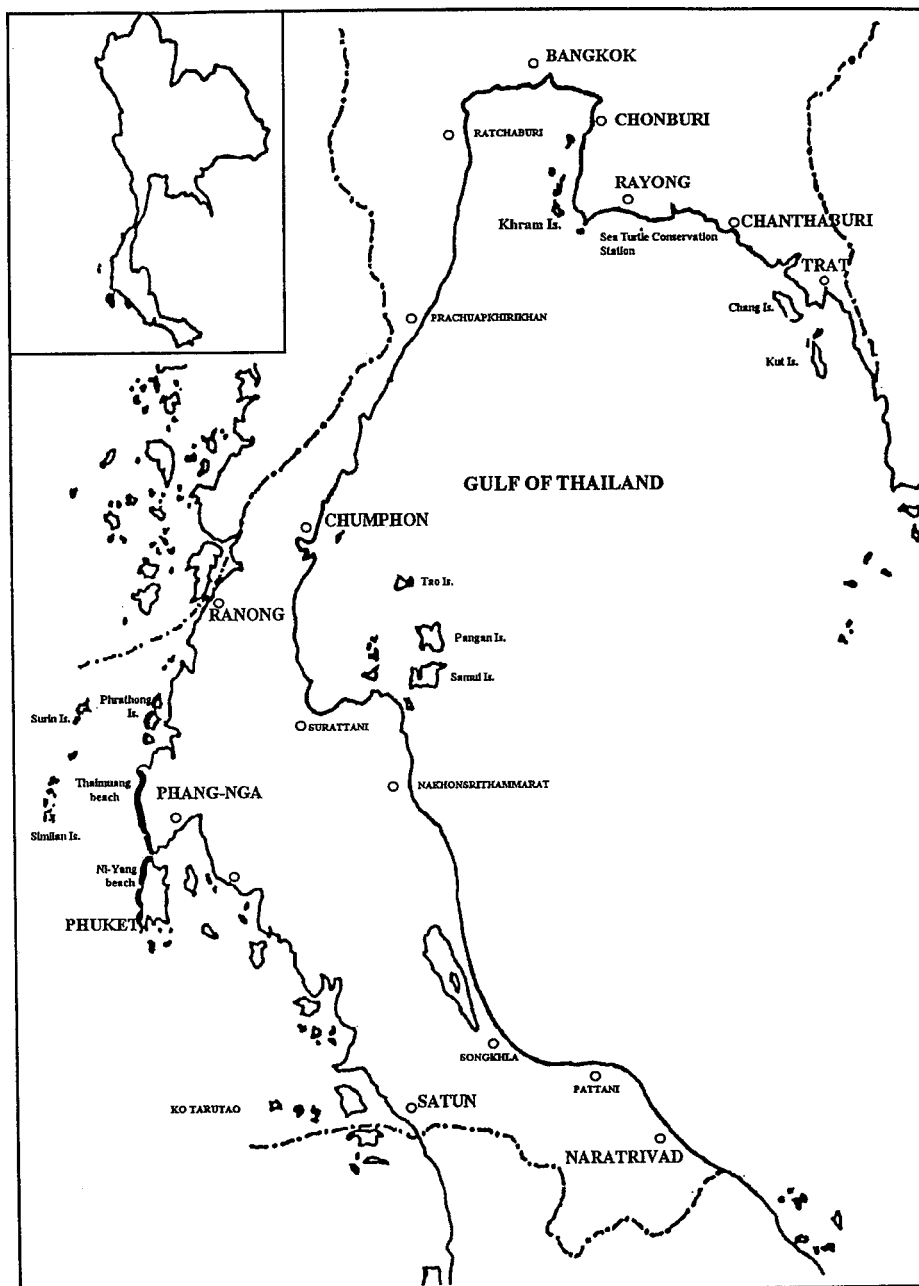 BANGKOK
RATCHABURI
CHONBURI
RAYONG
Khram Is.
Sea Turtle Conservation
Station
CHANTHABURI
TRAT
Chang Is.
Kut Is.
PRACHUAPKHIRIKHAN
GULF OF THAILAND
CHUMPHON
Tao Is.
RANONG
Pangan Is.
Samui Is.
Phrathong
Is.
Surin Is.
SURATTANI
Thaimuang
beach
PHANG-NGA
NAKHONSRITHAMMARAT
Similan Is.
Ni-Yang
beach
PHUKET
SONGKHLA
PATTANI
KO TARUTAO
SATUN
NARATRIVAD